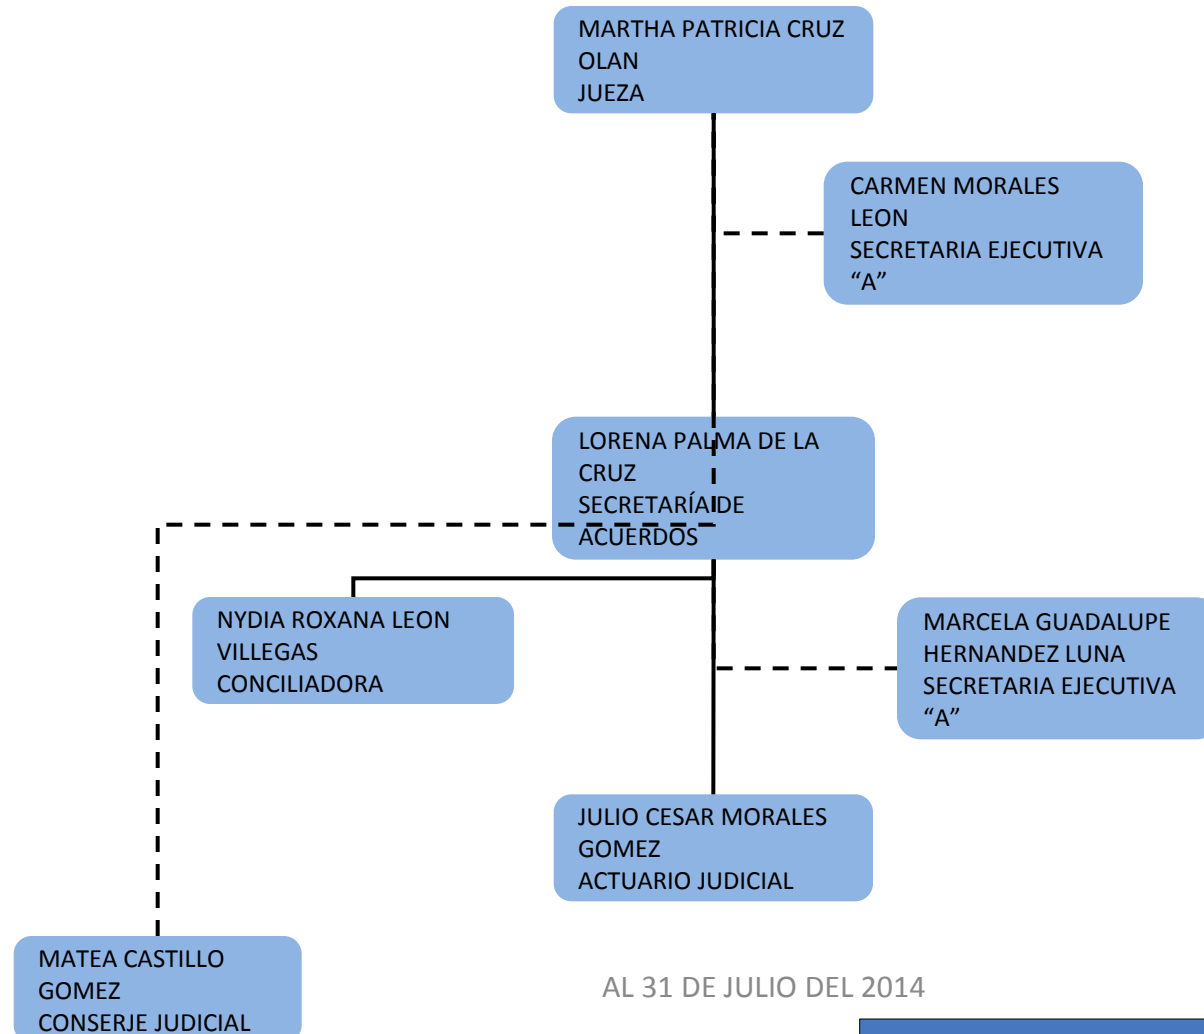 MARTHA PATRICIA CRUZ
OLAN
JUEZA
CARMEN MORALES
LEON
SECRETARIA EJECUTIVA
“A”
LORENA PALMA DE LA
CRUZ
SECRETARÍA DE
ACUERDOS
NYDIA ROXANA LEON
VILLEGAS
CONCILIADORA
MARCELA GUADALUPE
HERNANDEZ LUNA
SECRETARIA EJECUTIVA
“A”
JULIO CESAR MORALES
GOMEZ
ACTUARIO JUDICIAL
MATEA CASTILLO
GOMEZ
CONSERJE JUDICIAL
AL 31 DE JULIO DEL 2014